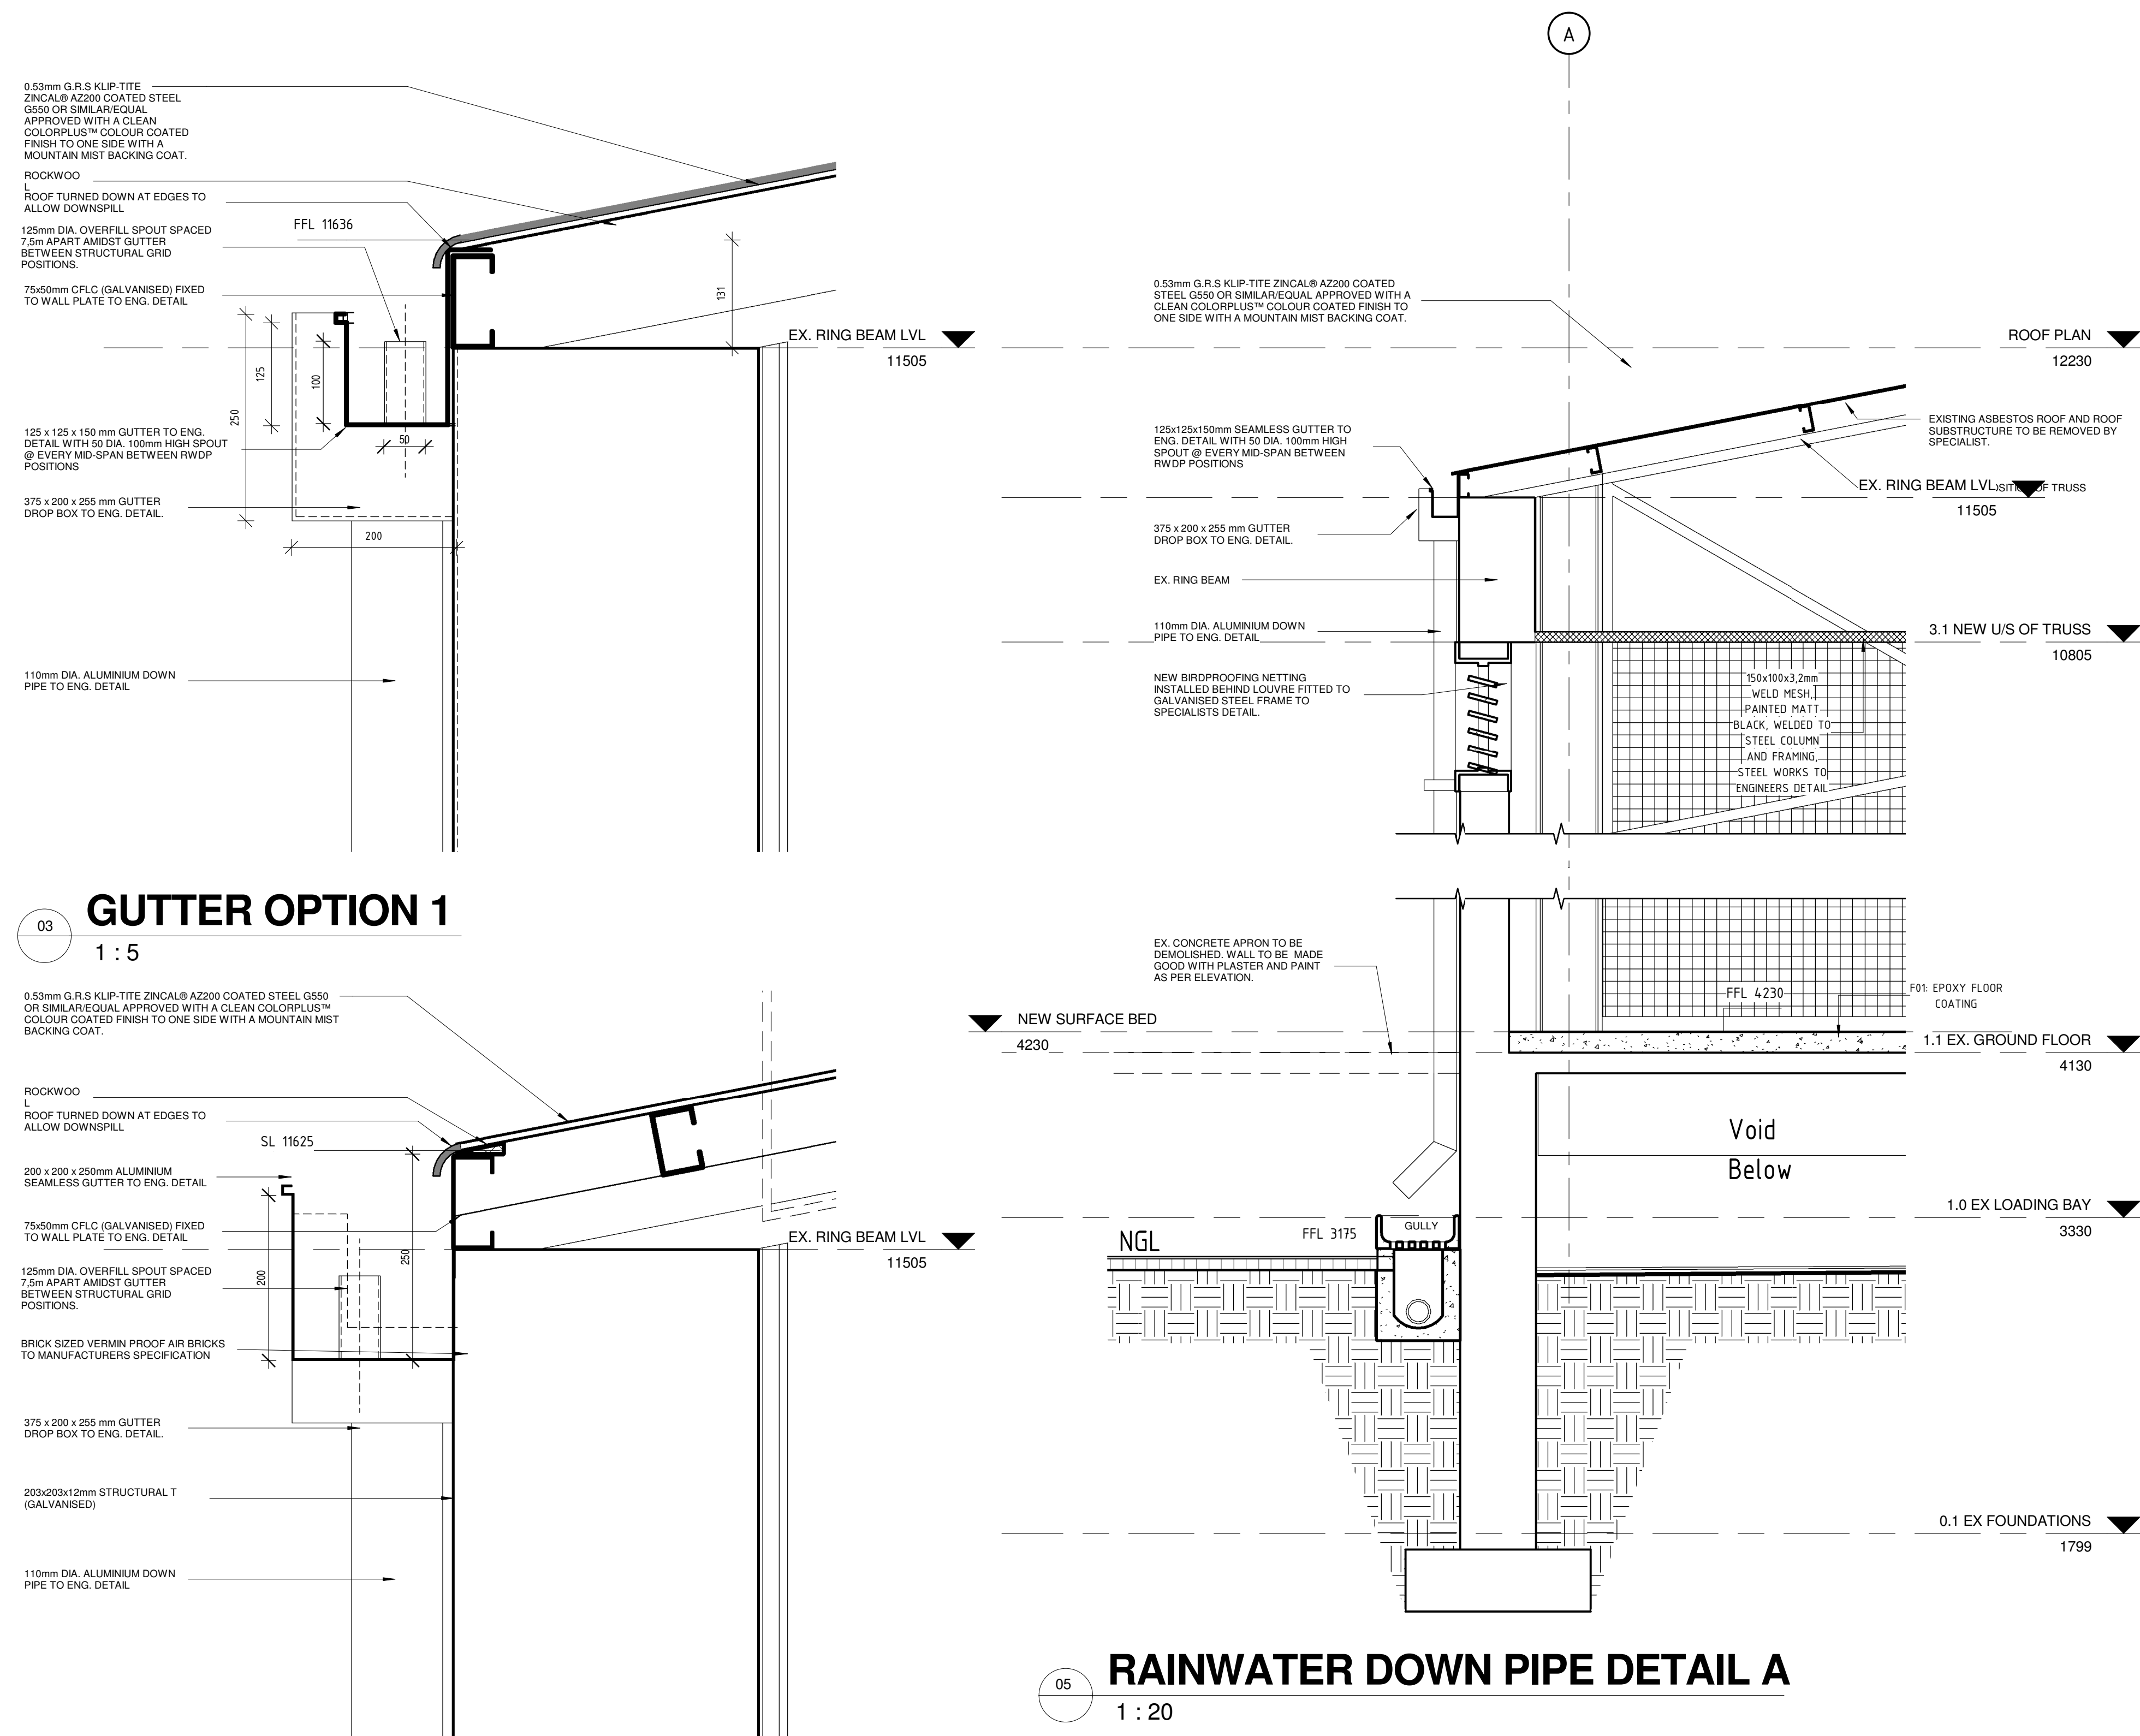 0.53mm G.R.S KLIP-TITE
ZINCAL® AZ200 COATED STEEL
G550 OR SIMILAR/EQUAL
APPROVED WITH A CLEAN
COLORPLUS™ COLOUR COATED
FINISH TO ONE SIDE WITH A
MOUNTAIN MIST BACKING COAT.
ROCKWOO
L
ROOF TURNED DOWN AT EDGES TO
ALLOW DOWNSPILL
125mm DIA. OVERFILL SPOUT SPACED
7,5m APART AMIDST GUTTER
BETWEEN STRUCTURAL GRID
POSITIONS.
75x50mm CFLC (GALVANISED) FIXED
TO WALL PLATE TO ENG. DETAIL
125 x 125 x 150 mm GUTTER TO ENG.
DETAIL WITH 50 DIA. 100mm HIGH SPOUT
@ EVERY MID-SPAN BETWEEN RWDP
POSITIONS
375 x 200 x 255 mm GUTTER
DROP BOX TO ENG. DETAIL.
110mm DIA. ALUMINIUM DOWN
PIPE TO ENG. DETAIL
FFL 11636
131
125
100
250
50
200
EX. RING BEAM LVL
11505
03
GUTTER OPTION 1
1 : 5
0.53mm G.R.S KLIP-TITE ZINCAL® AZ200 COATED STEEL G550
OR SIMILAR/EQUAL APPROVED WITH A CLEAN COLORPLUS™
COLOUR COATED FINISH TO ONE SIDE WITH A MOUNTAIN MIST
BACKING COAT.
ROCKWOO
L
ROOF TURNED DOWN AT EDGES TO
ALLOW DOWNSPILL
SL 11625
200 x 200 x 250mm ALUMINIUM
SEAMLESS GUTTER TO ENG. DETAIL
75x50mm CFLC (GALVANISED) FIXED
TO WALL PLATE TO ENG. DETAIL
125mm DIA. OVERFILL SPOUT SPACED
7,5m APART AMIDST GUTTER
BETWEEN STRUCTURAL GRID
POSITIONS.
BRICK SIZED VERMIN PROOF AIR BRICKS
TO MANUFACTURERS SPECIFICATION
375 x 200 x 255 mm GUTTER
DROP BOX TO ENG. DETAIL.
203x203x12mm STRUCTURAL T
(GALVANISED)
110mm DIA. ALUMINIUM DOWN
PIPE TO ENG. DETAIL
200
250
EX. RING BEAM LVL
11505
A
0.53mm G.R.S KLIP-TITE ZINCAL® AZ200 COATED
STEEL G550 OR SIMILAR/EQUAL APPROVED WITH A
CLEAN COLORPLUS™ COLOUR COATED FINISH TO
ONE SIDE WITH A MOUNTAIN MIST BACKING COAT.
ROOF PLAN
12230
125x125x150mm SEAMLESS GUTTER TO
ENG. DETAIL WITH 50 DIA. 100mm HIGH
SPOUT @ EVERY MID-SPAN BETWEEN
RWDP POSITIONS
EXISTING ASBESTOS ROOF AND ROOF
SUBSTRUCTURE TO BE REMOVED BY
SPECIALIST.
EX. RING BEAM LVL
OF TRUSS
11505
375 x 200 x 255 mm GUTTER
DROP BOX TO ENG. DETAIL.
EX. RING BEAM
110mm DIA. ALUMINIUM DOWN
PIPE TO ENG. DETAIL
3.1 NEW U/S OF TRUSS
10805
NEW BIRDPROOFING NETTING
INSTALLED BEHIND LOUVRE FITTED TO
GALVANISED STEEL FRAME TO
SPECIALISTS DETAIL.
150x100x3,2mm
WELD MESH,
PAINTED MATT
BLACK, WELDED TO
STEEL COLUMN
AND FRAMING,
STEEL WORKS TO
ENGINEERS DETAIL
EX. CONCRETE APRON TO BE
DEMOLISHED. WALL TO BE MADE
GOOD WITH PLASTER AND PAINT
AS PER ELEVATION.
FFL 4230
F01: EPOXY FLOOR
COATING
NEW SURFACE BED
4230
1.1 EX. GROUND FLOOR
4130
Void
Below
1.0 EX LOADING BAY
3330
NGL
FFL 3175
GULLY
0.1 EX FOUNDATIONS
1799
05
RAINWATER DOWN PIPE DETAIL A
1 : 20